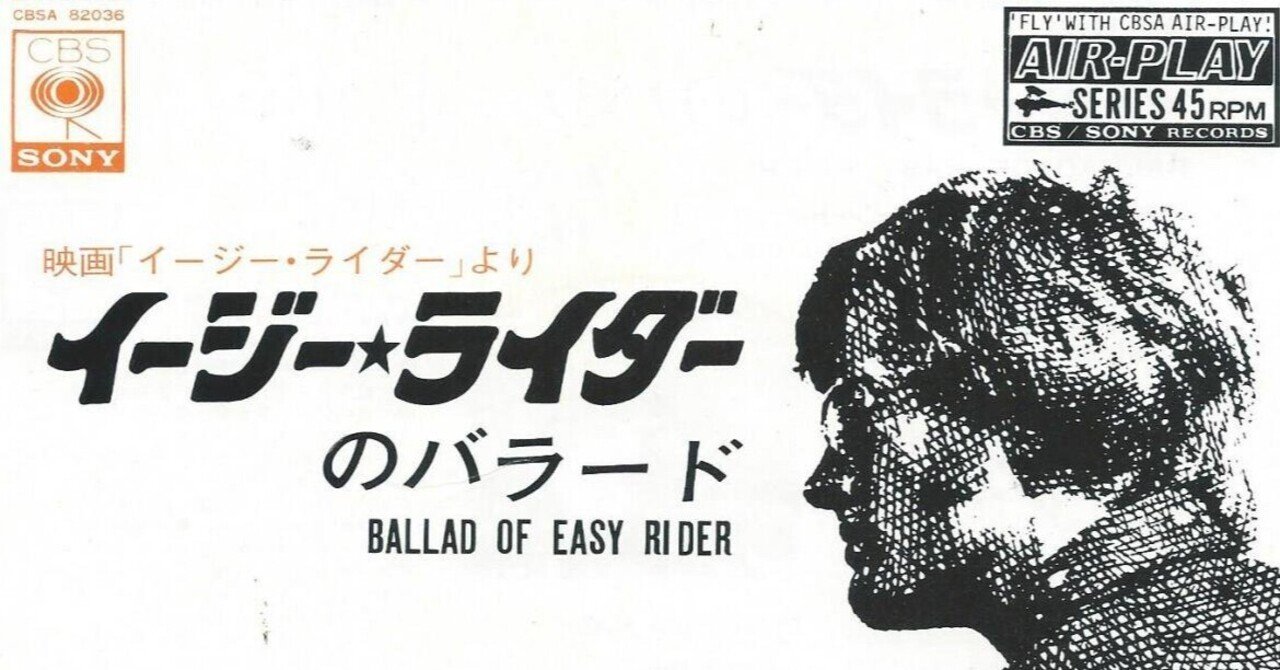 CBSA 82036
CBS
SONY
'FLY' WITH CBSA AIR-PLAY!
AIR-PLAY
SERIES 45 RPM
CBS / SONY RECORDS
映画「イージー・ライダー」より
イージー★ライダー
のバラード
BALLAD OF EASY RIDER